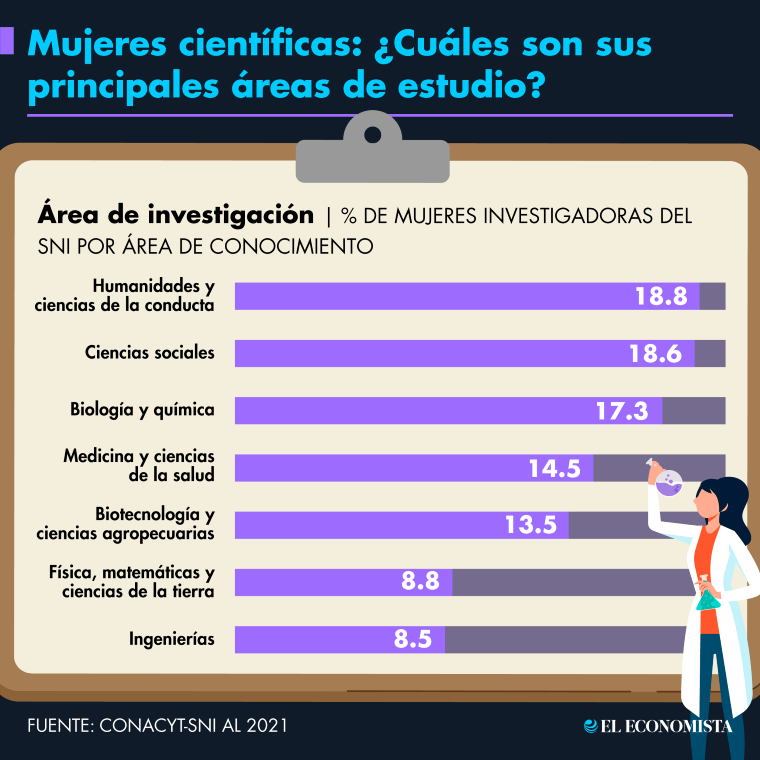 Mujeres científicas: ¿Cuáles son sus
principales áreas de estudio?
Área de investigación | % DE MUJERES INVESTIGADORAS DEL
SNI POR ÁREA DE CONOCIMIENTO
Humanidades y
ciencias de la conducta
18.8
Ciencias sociales
18.6
Biología y química
17.3
Medicina y ciencias
de la salud
14.5
Biotecnología y
ciencias agropecuarias
13.5
Física, matemáticas y
ciencias de la tierra
8.8
Ingenierías
8.5
FUENTE: CONACYT-SNI AL 2021
EL ECONOMISTA